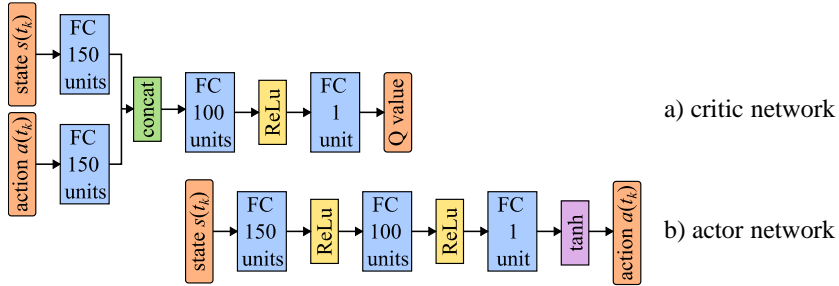 state s(t_k)
FC
150
units
action a(t_k)
FC
150
units
concat
FC
100
units
ReLu
FC
1
unit
Q value
a) critic network
state s(t_k)
FC
150
units
ReLu
FC
100
units
ReLu
FC
1
unit
tanh
action a(t_k)
b) actor network